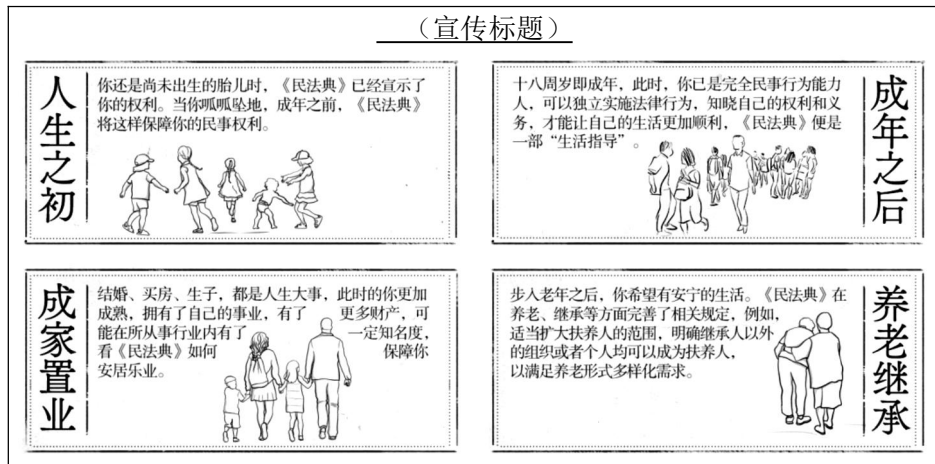 （宣传标题）
人生之初
你还是尚未出生的胎儿时，《民法典》已经宣示了
你的权利。当你呱呱坠地，成年之前，《民法典》
将这样保障你的民事权利。
十八周岁即成年，此时，你已是完全民事行为能力
人，可以独立实施法律行为，知晓自己的权利和义
务，才能让自己的生活更加顺利，《民法典》便是
一部“生活指导”。
成年之后
成家置业
结婚、买房、生子，都是人生大事，此时的你更加
成熟，拥有了自己的事业，有了 更多财产，可
能在所从事行业内有了 一定知名度，
看《民法典》如何 保障你
安居乐业。
步入老年之后，你希望有安宁的生活。《民法典》在
养老、继承等方面完善了相关规定，例如，
适当扩大扶养人的范围，明确继承人以外
的组织或者个人均可以成为扶养人，
以满足养老形式多样化需求。
养老继承